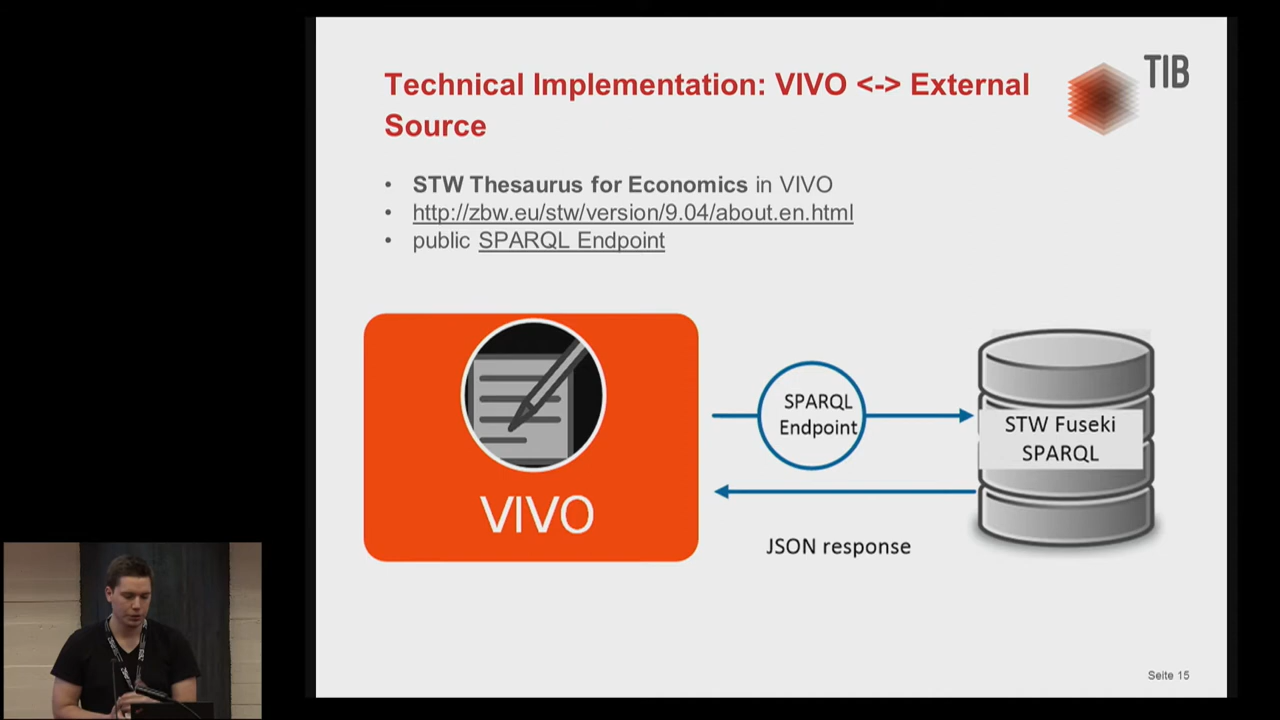 Technical Implementation: VIVO <-> External
Source
TIB
• STW Thesaurus for Economics in VIVO
• http://zbw.eu/stw/version/9.04/about.en.html
• public SPARQL Endpoint
VIVO
SPARQL
Endpoint
STW Fuseki
SPARQL
JSON response
Seite 15